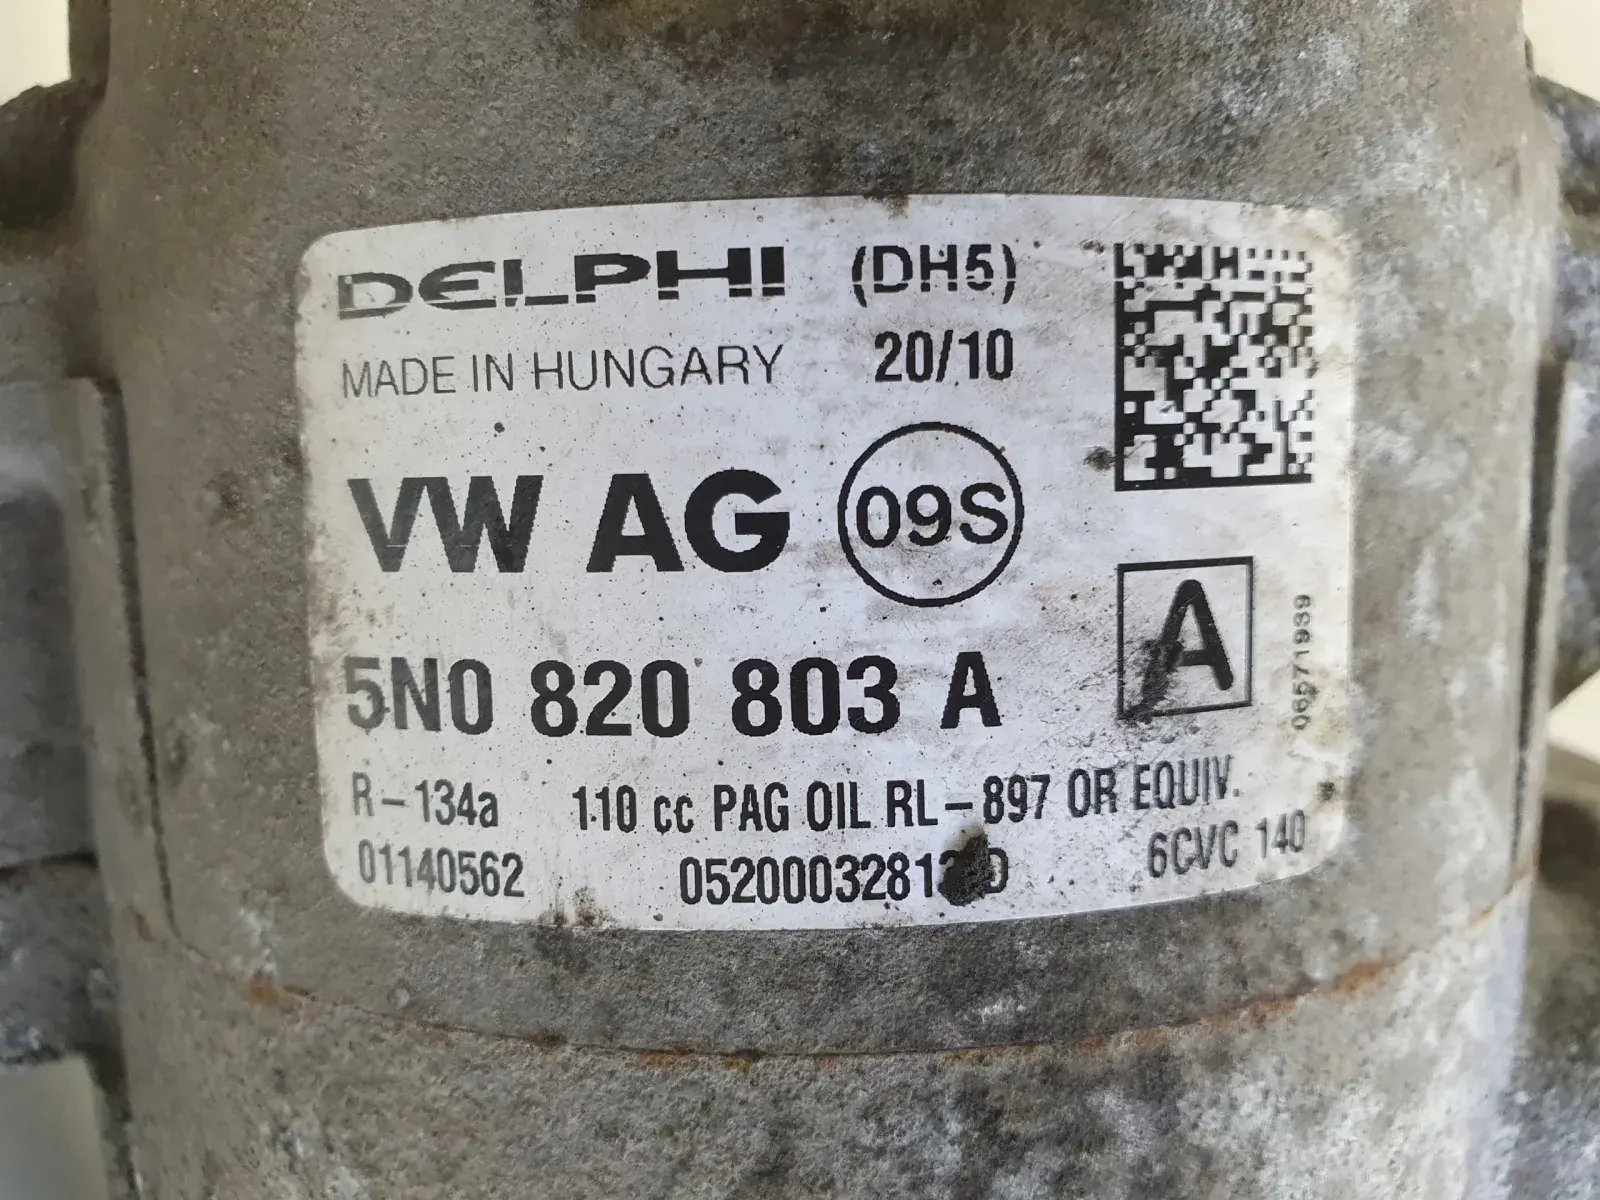 DELPHI (DH5)
MADE IN HUNGARY 20/10
VW AG 09S
5N0 820 803 A A
06571939
R-134a 110 cc PAG OIL RL-897 OR EQUIV.
01140562 6CVC 140